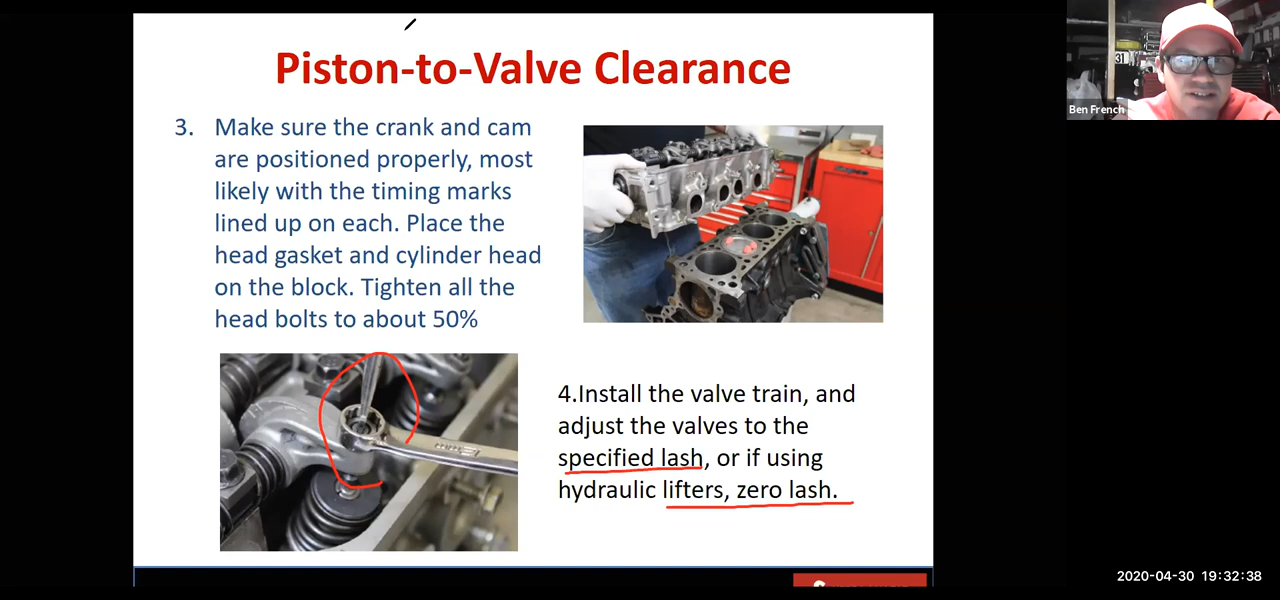 Piston-to-Valve Clearance
3. Make sure the crank and cam
are positioned properly, most
likely with the timing marks
lined up on each. Place the
head gasket and cylinder head
on the block. Tighten all the
head bolts to about 50%
4.Install the valve train, and
adjust the valves to the
specified lash, or if using
hydraulic lifters, zero lash.
31
Ben French
2020-04-30 19:32:38